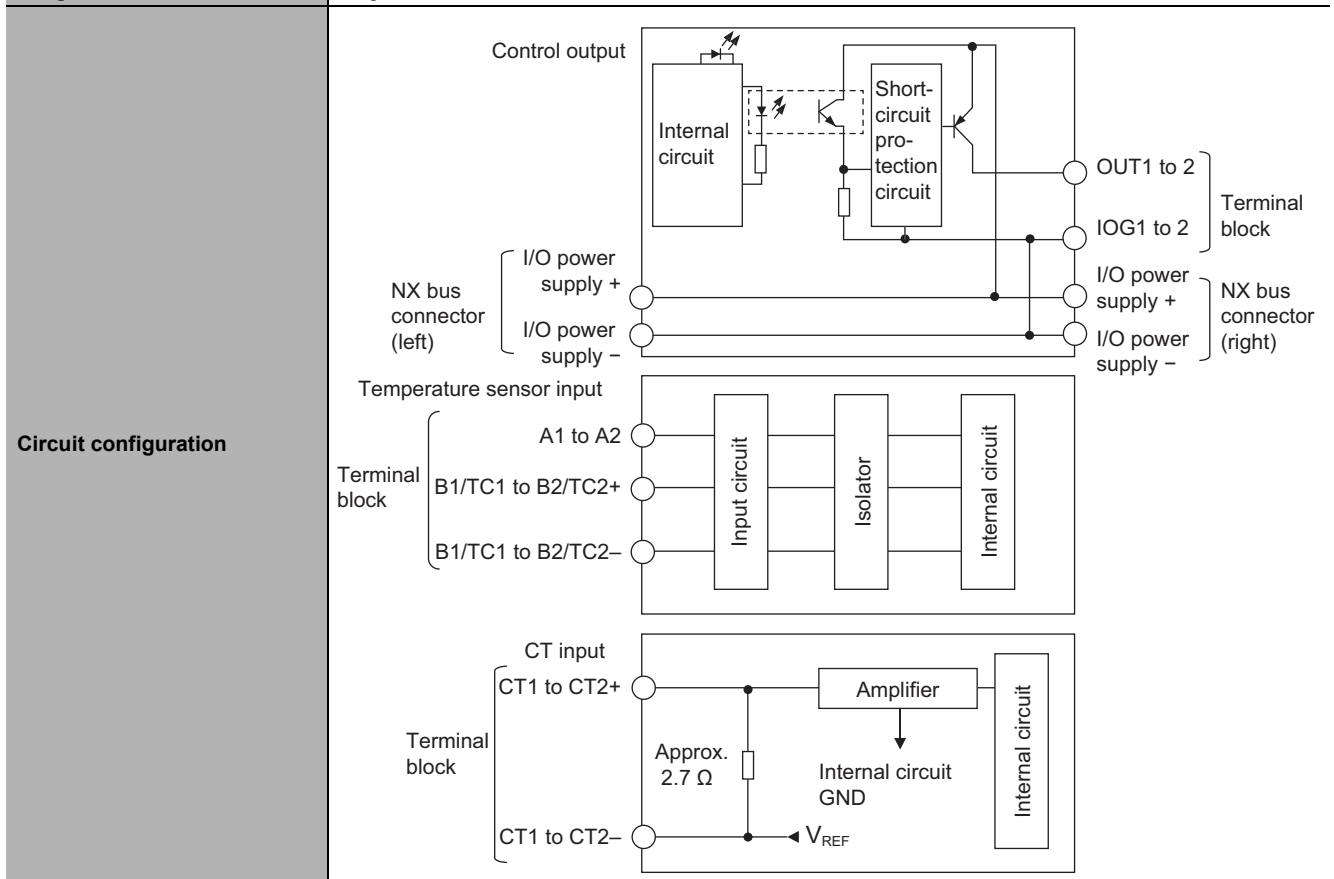 Circuit configuration
Control output
Internal
circuit
Short-
circuit
pro-
tection
circuit
OUT1 to 2
IOG1 to 2
Terminal
block
NX bus
connector
(left)
I/O power
supply +
I/O power
supply −
I/O power
supply +
I/O power
supply −
NX bus
connector
(right)
Temperature sensor input
Terminal
block
A1 to A2
B1/TC1 to B2/TC2+
B1/TC1 to B2/TC2–
Input circuit
Isolator
Internal circuit
CT input
Terminal
block
CT1 to CT2+
CT1 to CT2–
Approx.
2.7 Ω
Amplifier
Internal circuit
GND
VREF
Internal circuit